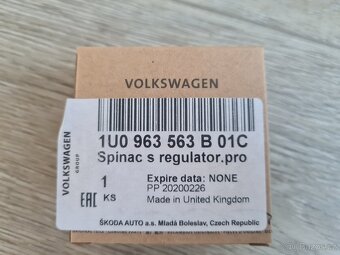 VOLKSWAGEN
VOLKSWAGEN
GROUP
1U0 963 563 B 01C
Spinac s regulator.pro
1
KS
EAC
Expire data: NONE
PP 20200226
Made in United Kingdom
ŠKODA AUTO a.s. Mladá Boleslav, Czech Republic